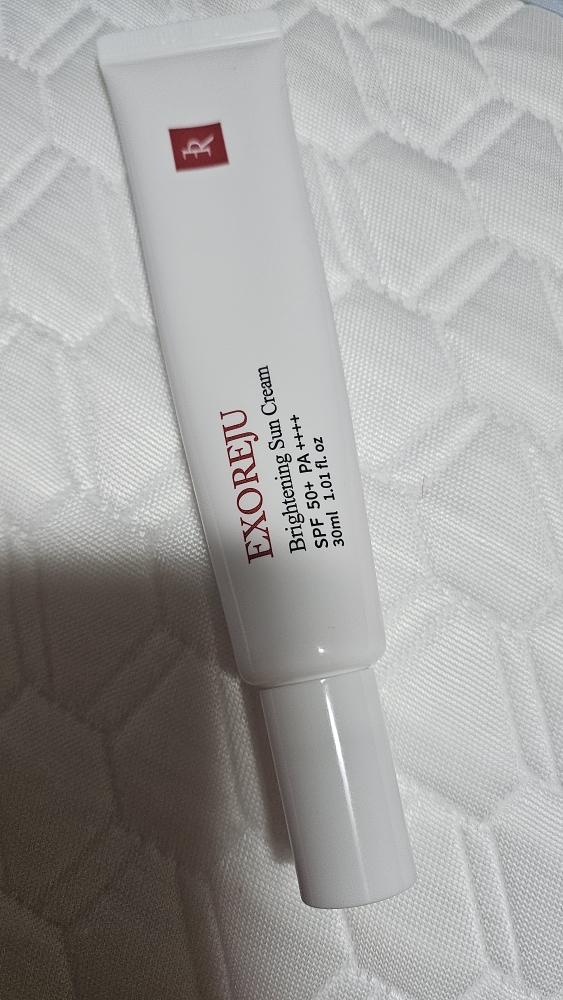 EXOREJU
Brightening Sun Cream
SPF 50+ PA ++++
30ml 1.01 fl. oz